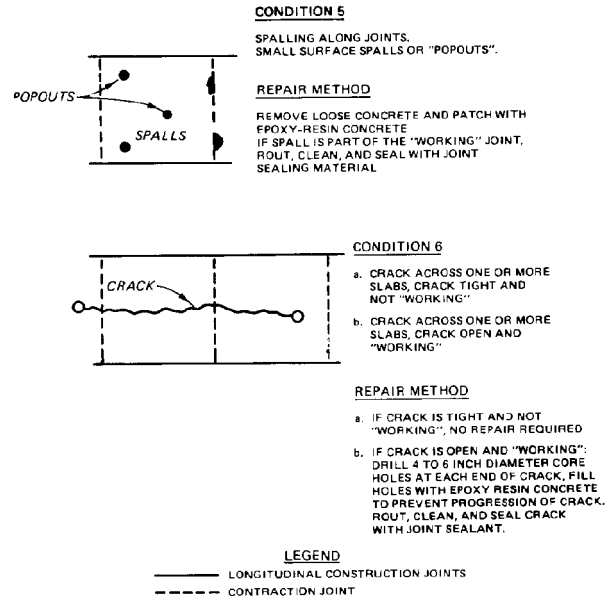 CONDITION 5
SPALLING ALONG JOINTS.
SMALL SURFACE SPALLS OR "POPOUTS".
REPAIR METHOD
REMOVE LOOSE CONCRETE AND PATCH WITH
EPOXY-RESIN CONCRETE
IF SPALL IS PART OF THE "WORKING" JOINT,
ROUT, CLEAN, AND SEAL WITH JOINT
SEALING MATERIAL
POPOUTS
SPALLS
CONDITION 6
a. CRACK ACROSS ONE OR MORE
SLABS, CRACK TIGHT AND
NOT "WORKING"
b. CRACK ACROSS ONE OR MORE
SLABS, CRACK OPEN AND
"WORKING"
CRACK
REPAIR METHOD
a. IF CRACK IS TIGHT AND NOT
"WORKING", NO REPAIR REQUIRED
b. IF CRACK IS OPEN AND "WORKING":
DRILL 4 TO 6 INCH DIAMETER CORE
HOLES AT EACH END OF CRACK, FILL
HOLES WITH EPOXY RESIN CONCRETE
TO PREVENT PROGRESSION OF CRACK.
ROUT, CLEAN, AND SEAL CRACK
WITH JOINT SEALANT.
LEGEND
LONGITUDINAL CONSTRUCTION JOINTS
CONTRACTION JOINT